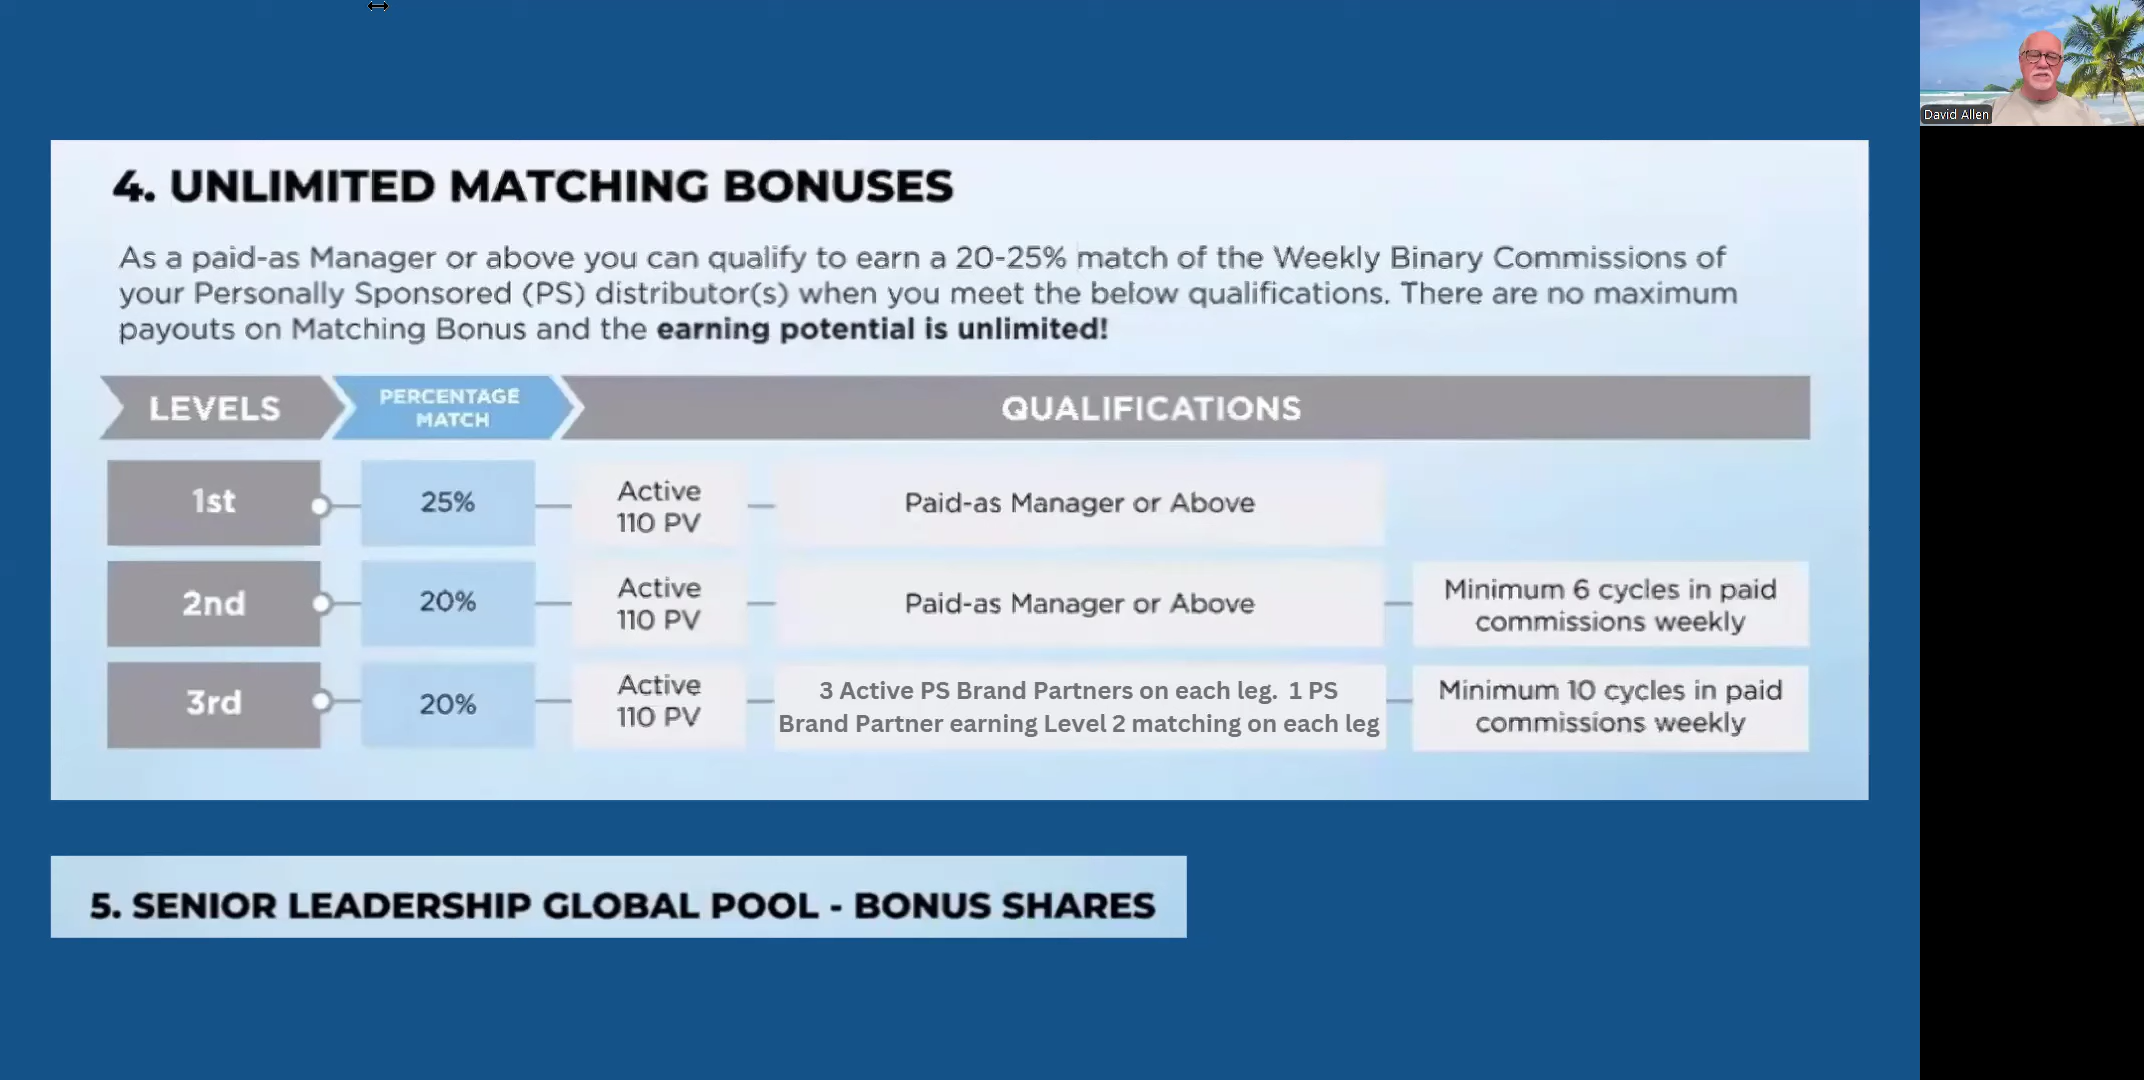 4. UNLIMITED MATCHING BONUSES
As a paid-as Manager or above you can qualify to earn a 20-25% match of the Weekly Binary Commissions of
your Personally Sponsored (PS) distributor(s) when you meet the below qualifications. There are no maximum
payouts on Matching Bonus and the earning potential is unlimited!
LEVELS
PERCENTAGE
MATCH
QUALIFICATIONS
1st
25%
Active
110 PV
Paid-as Manager or Above
2nd
20%
Active
110 PV
Paid-as Manager or Above
Minimum 6 cycles in paid
commissions weekly
3rd
20%
Active
110 PV
3 Active PS Brand Partners on each leg. 1 PS
Brand Partner earning Level 2 matching on each leg
Minimum 10 cycles in paid
commissions weekly
5. SENIOR LEADERSHIP GLOBAL POOL - BONUS SHARES
David Allen